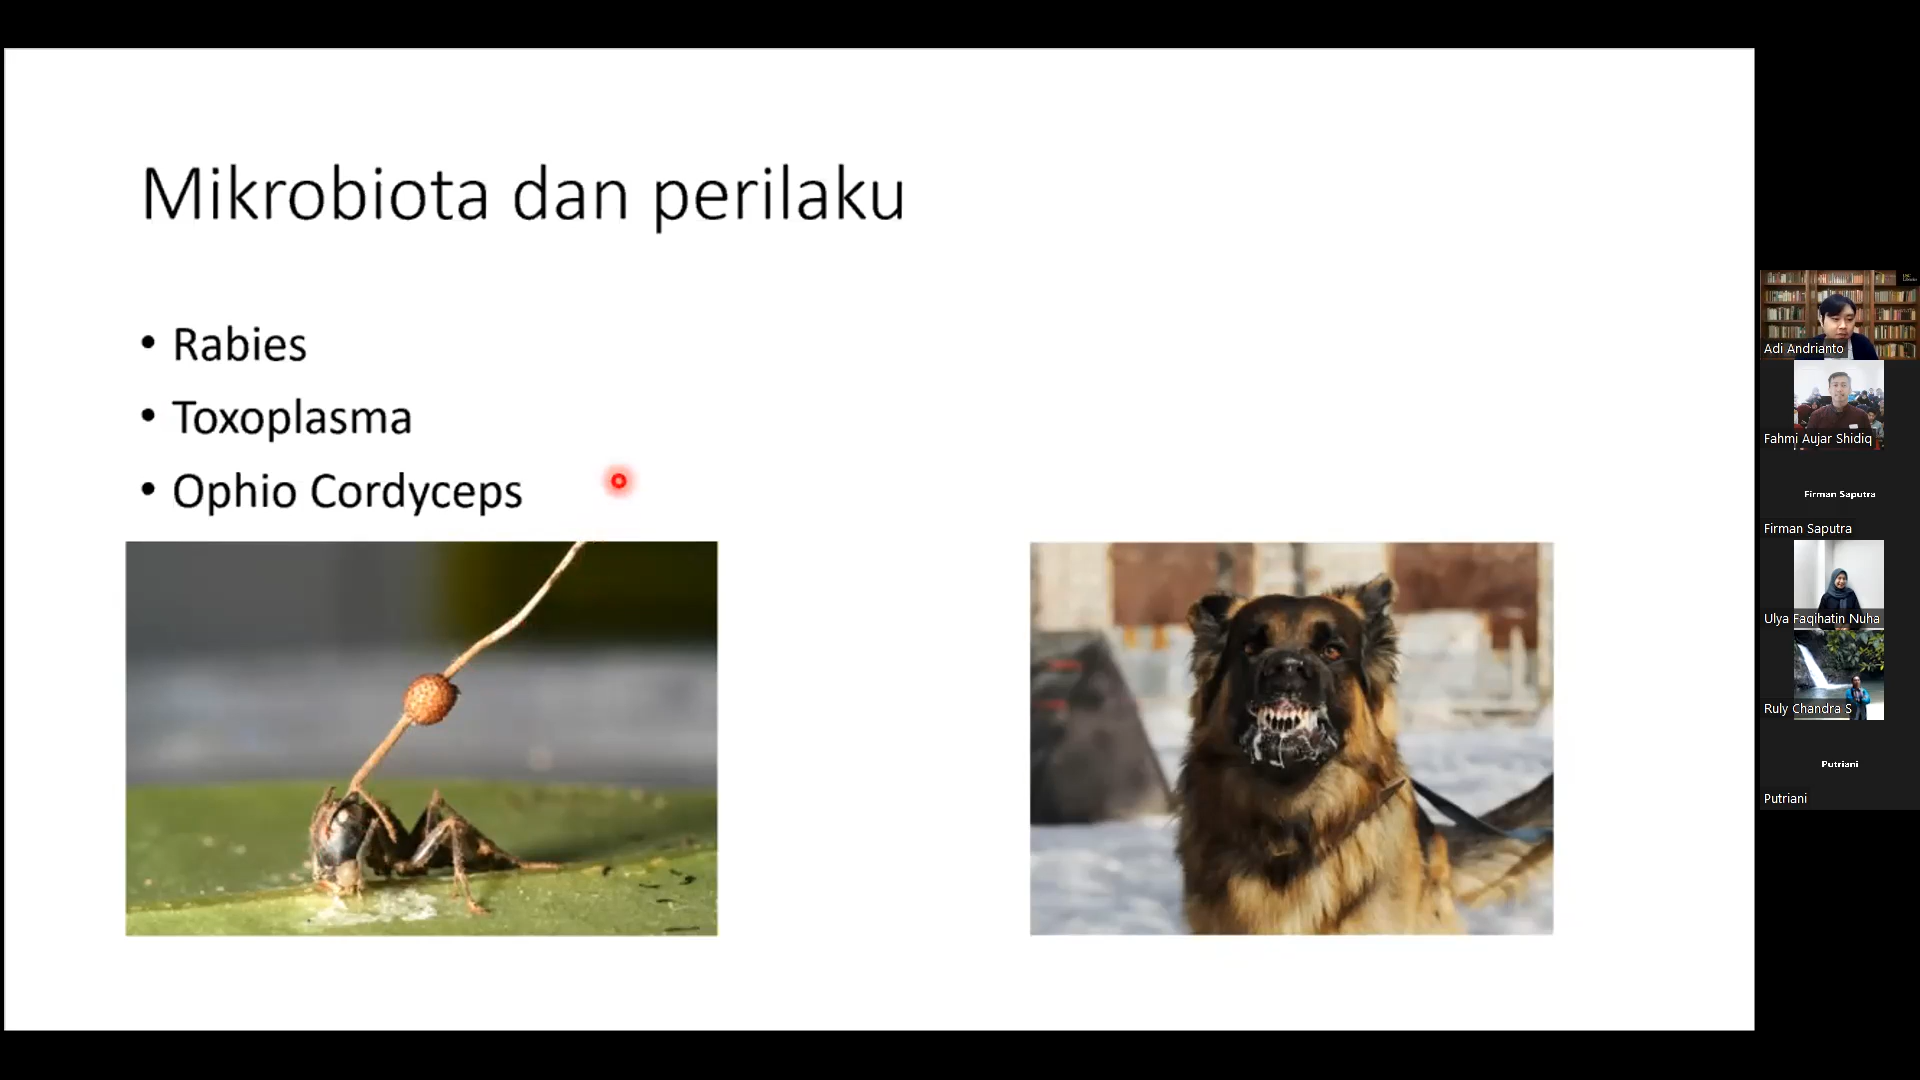 Mikrobiota dan perilaku
• Rabies
• Toxoplasma
• Ophio Cordyceps
Adi Andrianto
Fahmi Aujar Shidiq
Firman Saputra
Firman Saputra
Ulya Faqihatin Nuha
Ruly Chandra S
Putriani
Putriani